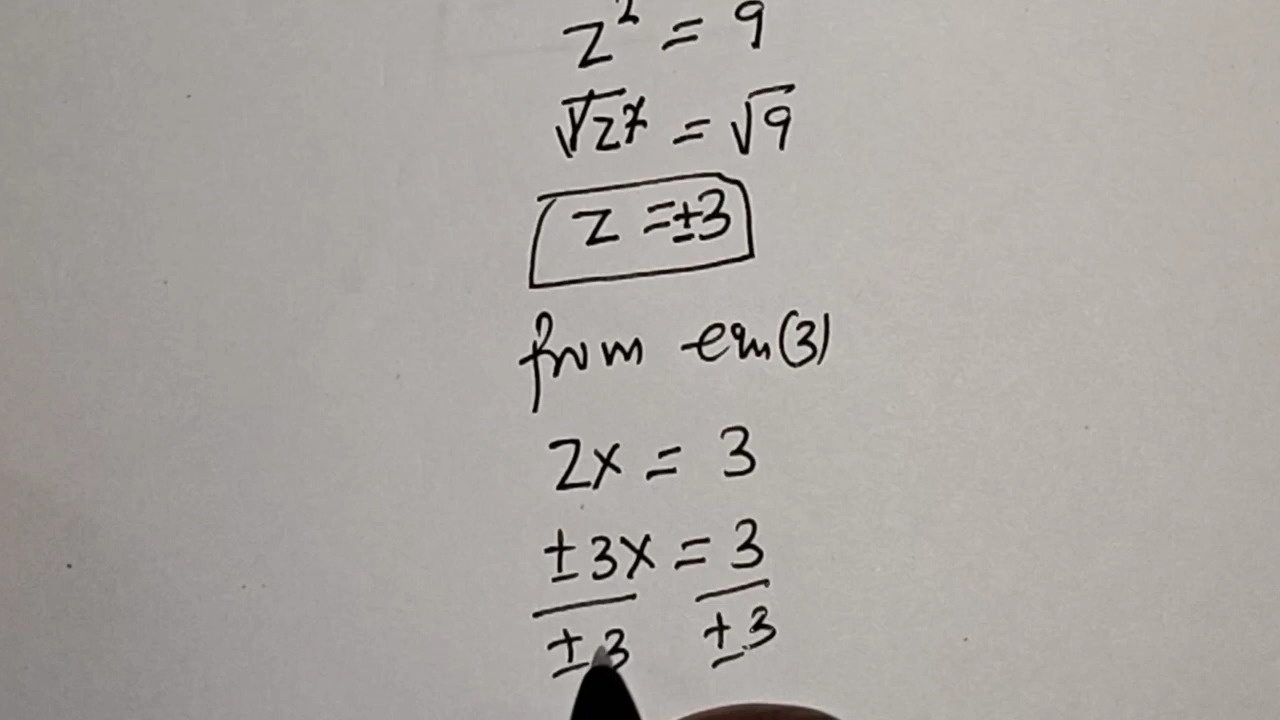 z² = 9
√z² = √9
z = ±3
from eqn(3)
zx = 3
±3x = 3
±3 ±3